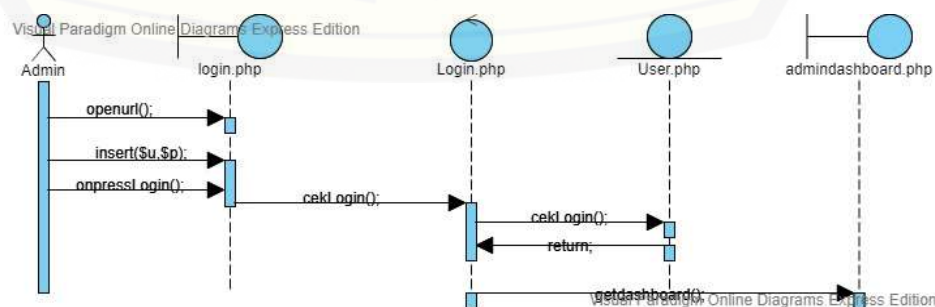 Visual Paradigm Online Diagrams Express Edition
Admin
login.php
Login.php
User.php
admindashboard.php
openurl();
insert($u,$p);
onpressLogin();
cekLogin();
cekLogin();
return;
getdashboard();
Visual Paradigm Online Diagrams Express Edition